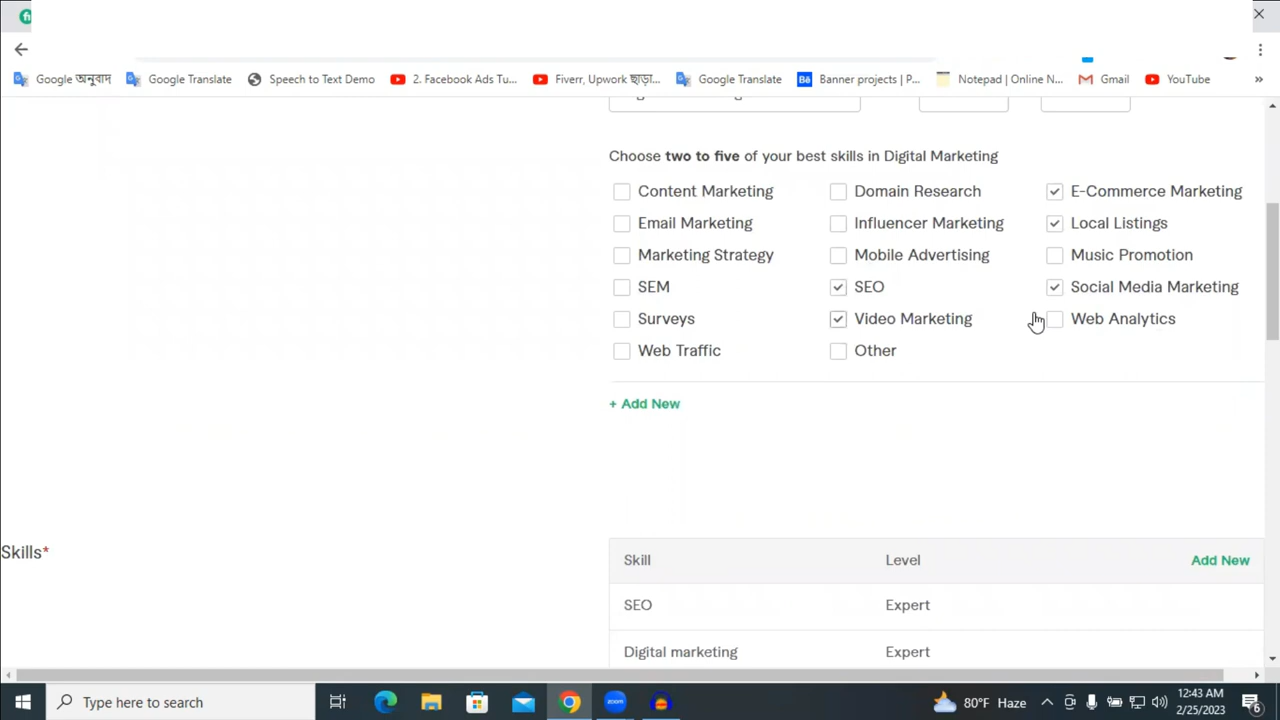 Google অনুবাদ Google Translate Speech to Text Demo 2. Facebook Ads Tu... Fiverr, Upwork ছাড়া... Google Translate Bē Banner projects | P... Notepad | Online N... Gmail YouTube »
Choose two to five of your best skills in Digital Marketing
Content Marketing Domain Research E-Commerce Marketing
Email Marketing Influencer Marketing Local Listings
Marketing Strategy Mobile Advertising Music Promotion
SEM SEO Social Media Marketing
Surveys Video Marketing Web Analytics
Web Traffic Other
+ Add New
Skills*
Skill Level Add New
SEO Expert
Digital marketing Expert
Type here to search zoom 80°F Haze 12:43 AM
2/25/2023 6